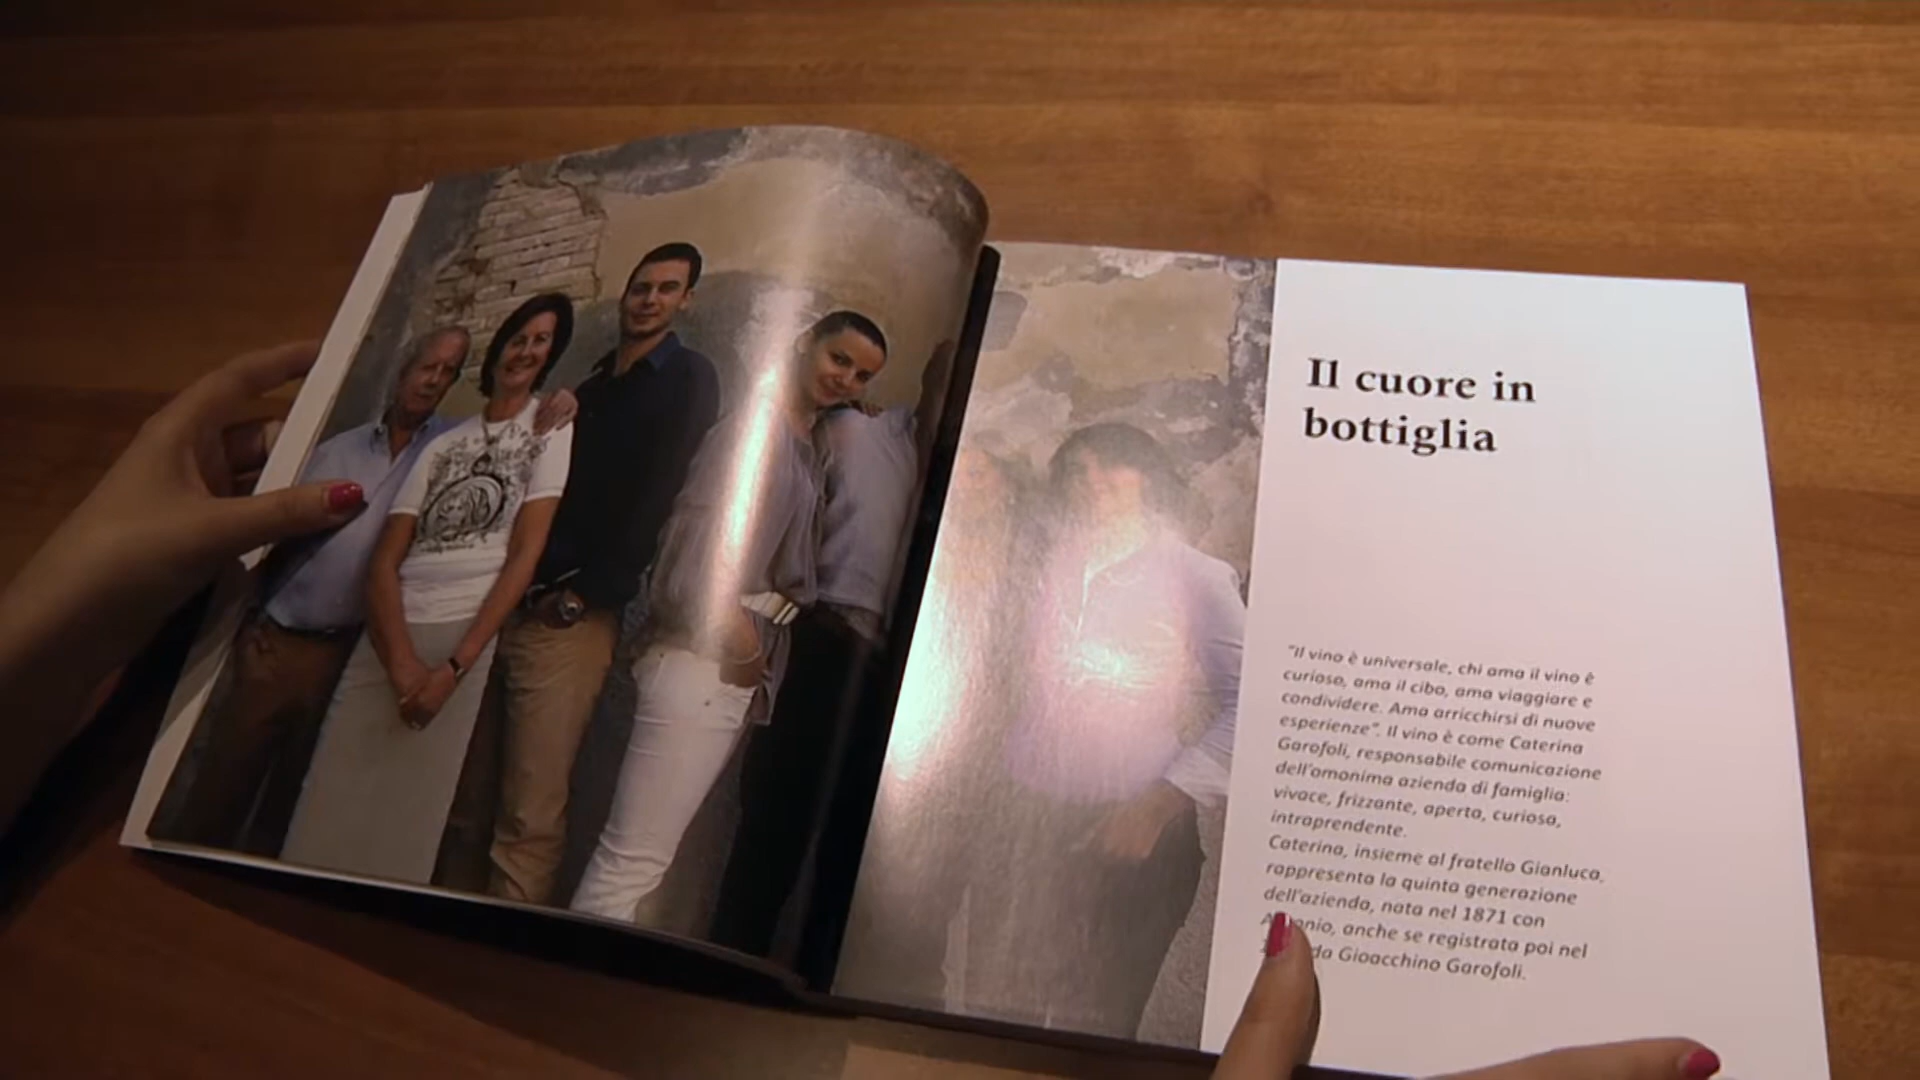 Il cuore in
bottiglia
"Il vino è universale, chi ama il vino è
curioso, ama il cibo, ama viaggiare e
condividere. Ama arricchirsi di nuove
esperienze". Il vino è come Caterina
Garofoli, responsabile comunicazione
dell'omonima azienda di famiglia:
vivace, frizzante, aperta, curiosa,
intraprendente.
Caterina, insieme al fratello Gianluca,
rappresenta la quinta generazione
dell'azienda, nata nel 1871 con
anche se registrata poi nel
da Gioacchino Garofoli.